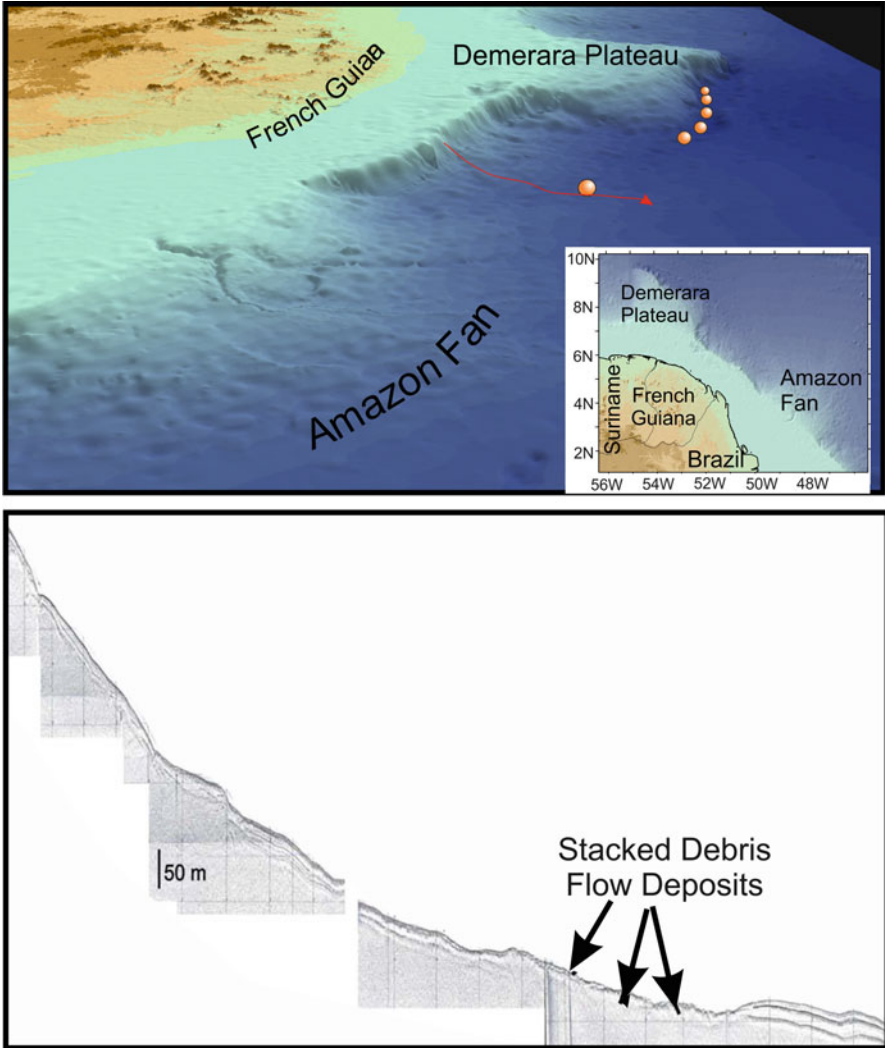 Demerara Plateau
French Guiaa
Amazon Fan
10N
8N
6N
4N
2N
Demerara
Plateau
Amazon
Fan
Suriname
French
Guiana
Brazil
56W 54W 52W 50W 48W
50 m
Stacked Debris
Flow Deposits